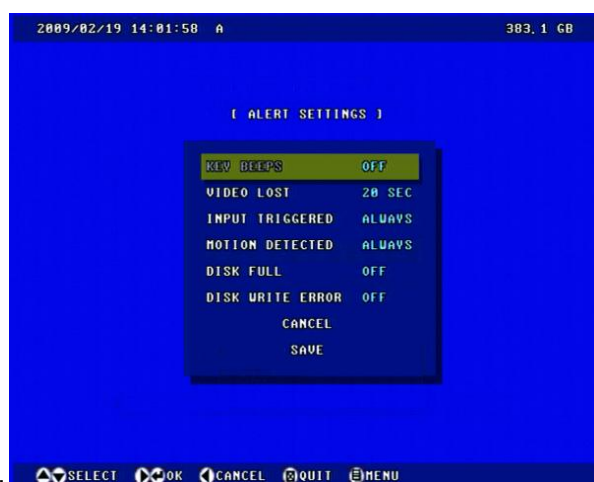 2009/02/19 14:01:58 A 383.1 GB
[ ALERT SETTINGS ]
KEY BEEPS OFF
VIDEO LOST 20 SEC
INPUT TRIGGERED ALWAYS
MOTION DETECTED ALWAYS
DISK FULL OFF
DISK WRITE ERROR OFF
CANCEL
SAVE
SELECT OK CANCEL QUIT MENU